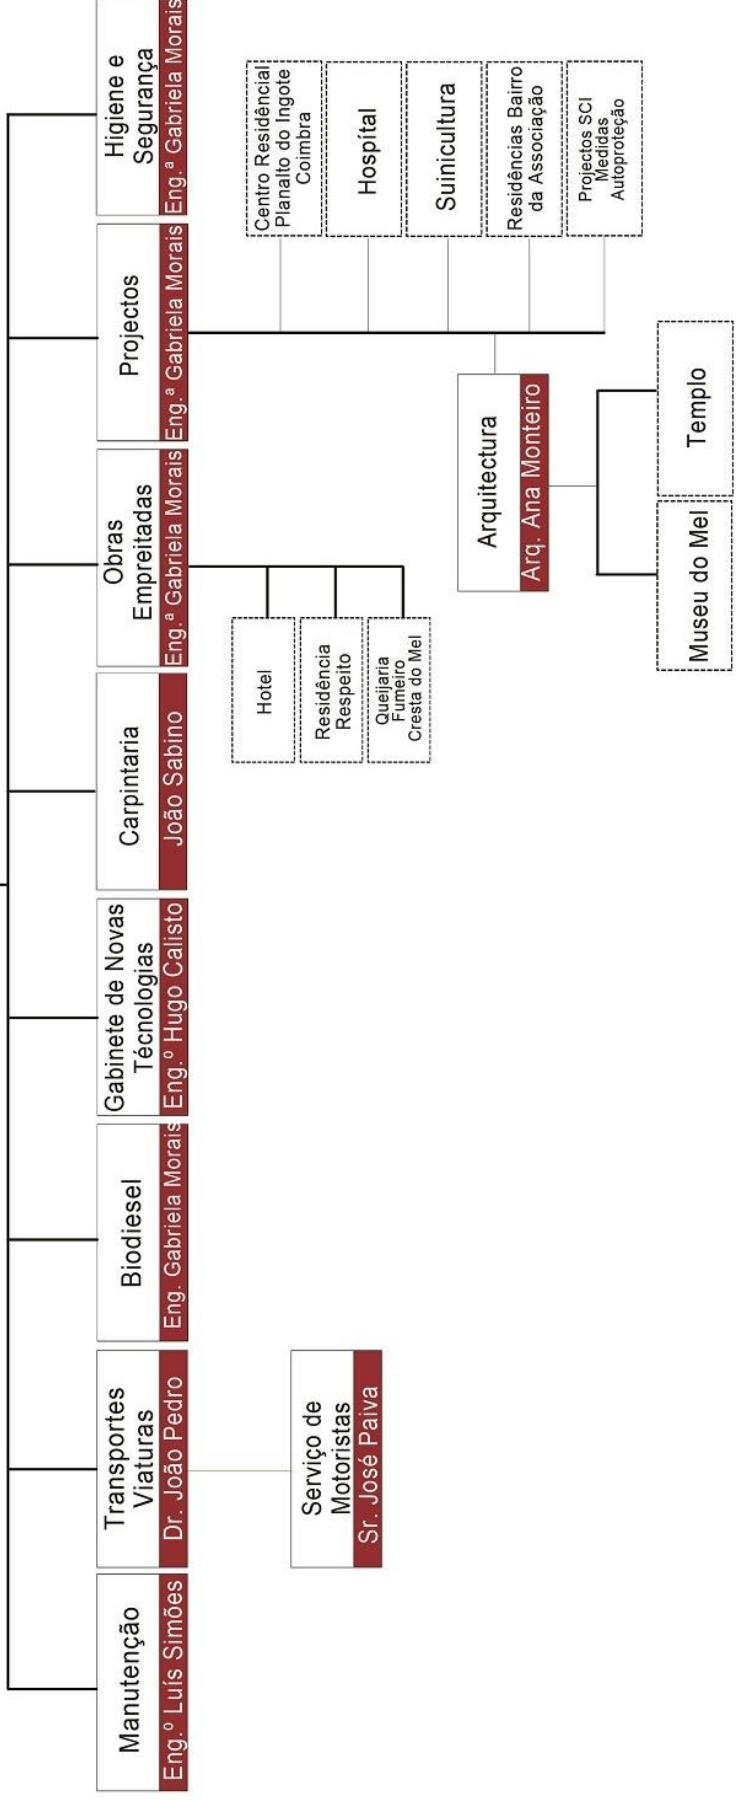 Manutenção
Eng.º Luís Simões
Transportes
Viaturas
Dr. João Pedro
Serviço de
Motoristas
Sr. José Paiva
Biodiesel
Eng. Gabriela Morais
Gabinete de Novas
Técnologias
Eng.º Hugo Calisto
Carpintaria
João Sabino
Obras
Empreitadas
Eng.ª Gabriela Morais
Hotel
Residência
Respeito
Queijaria
Fumeiro
Cresta do Mel
Projectos
Eng.ª Gabriela Morais
Centro Residêncial
Planalto do Ingote
Coimbra
Hospítal
Suinicultura
Residências Bairro
da Associação
Projectos SCI
Medidas
Autoproteção
Arquitectura
Arq. Ana Monteiro
Museu do Mel
Templo
Higiene e
Segurança
Eng.ª Gabriela Morais